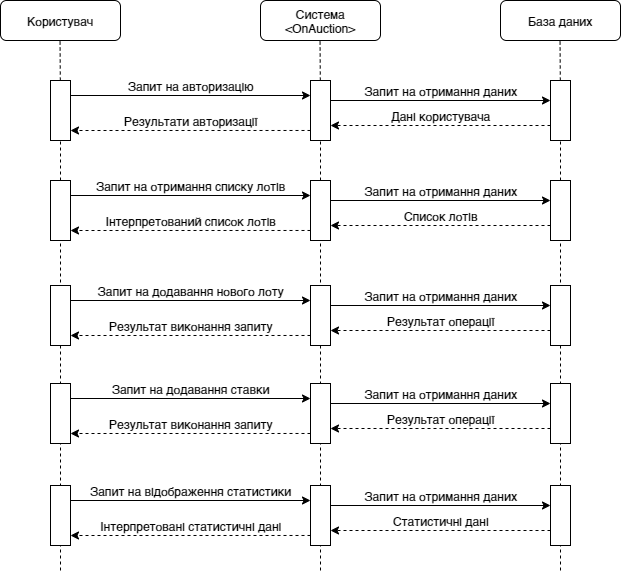 Користувач
Система
<OnAuction>
База даних
Запит на авторизацію
Запит на отримання даних
Результати авторизації
Дані користувача
Запит на отримання списку лотів
Запит на отримання даних
Інтерпретований список лотів
Список лотів
Запит на додавання нового лоту
Запит на отримання даних
Результат виконання запиту
Результат операції
Запит на додавання ставки
Запит на отримання даних
Результат виконання запиту
Результат операції
Запит на відображення статистики
Запит на отримання даних
Інтерпретовані статистичні дані
Статистичні дані